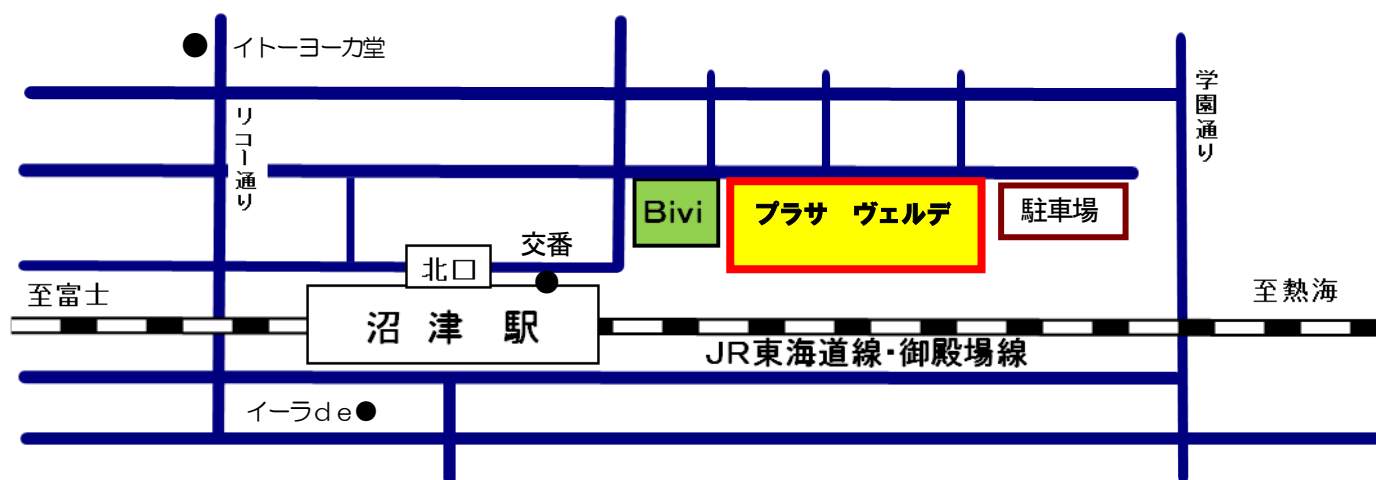 イトーヨーカ堂
学園通り
リコー通り
Bivi
プラサ ヴェルデ
駐車場
交番
北口
至富士
至熱海
沼津駅
JR東海道線・御殿場線
イーラde